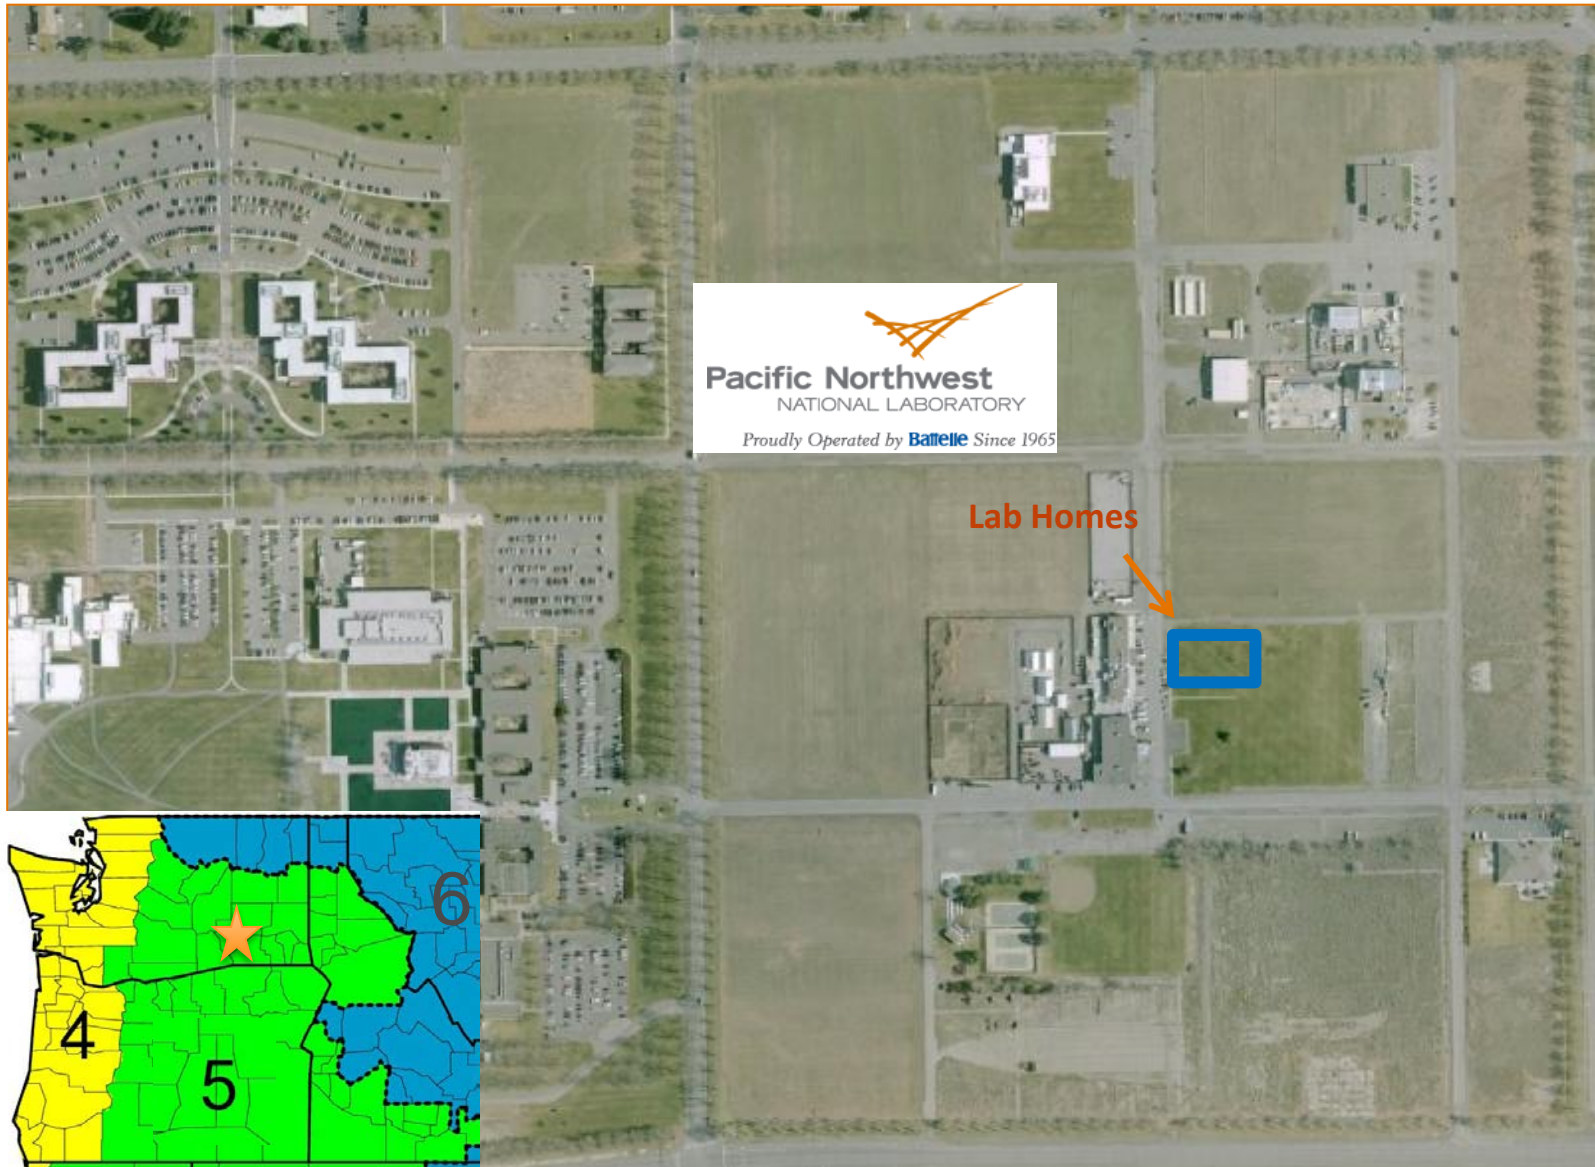 Pacific Northwest
NATIONAL LABORATORY
Proudly Operated by Battelle Since 1965
Lab Homes
6
4
5